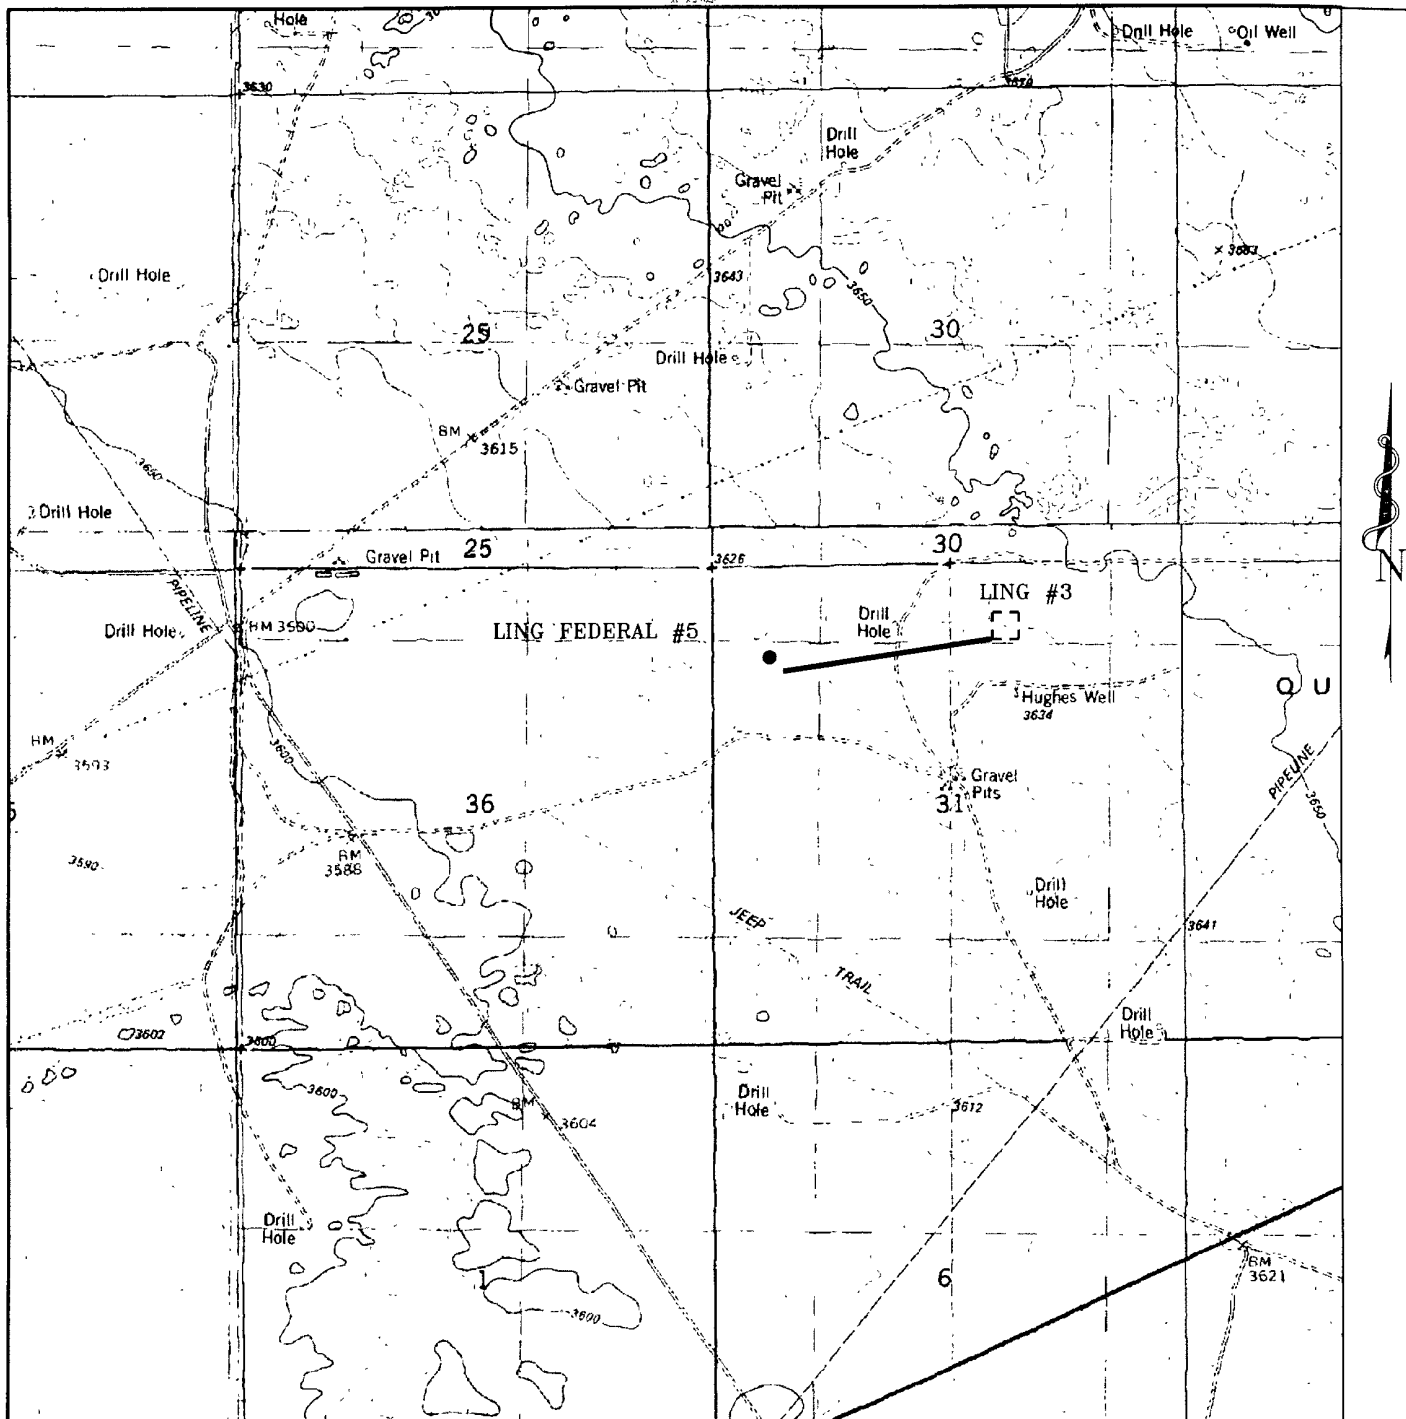 Hole
30
Drill Hole
Oil Well
3630
Drill
Hole
Gravel
Pit
3643
3650
Drill Hole
25
30
Drill Hole
Gravel Pit
BM
3615
3650
Drill Hole
25
30
Gravel Pit
3626
PIPELINE
LING #3
Drill
Hole
Drill Hole
BM 3590
LING FEDERAL #5
Q U
Hughes Well
3634
BM
3593
3600
Gravel
Pits
PIPELINE
3650
36
31
BM
3588
3590
Drill
Hole
JEEP
TRAIL
3641
Drill
Hole
3602
3600
3600
Drill
Hole
3612
BM
3604
Drill
Hole
6
BM
3621
3600
N